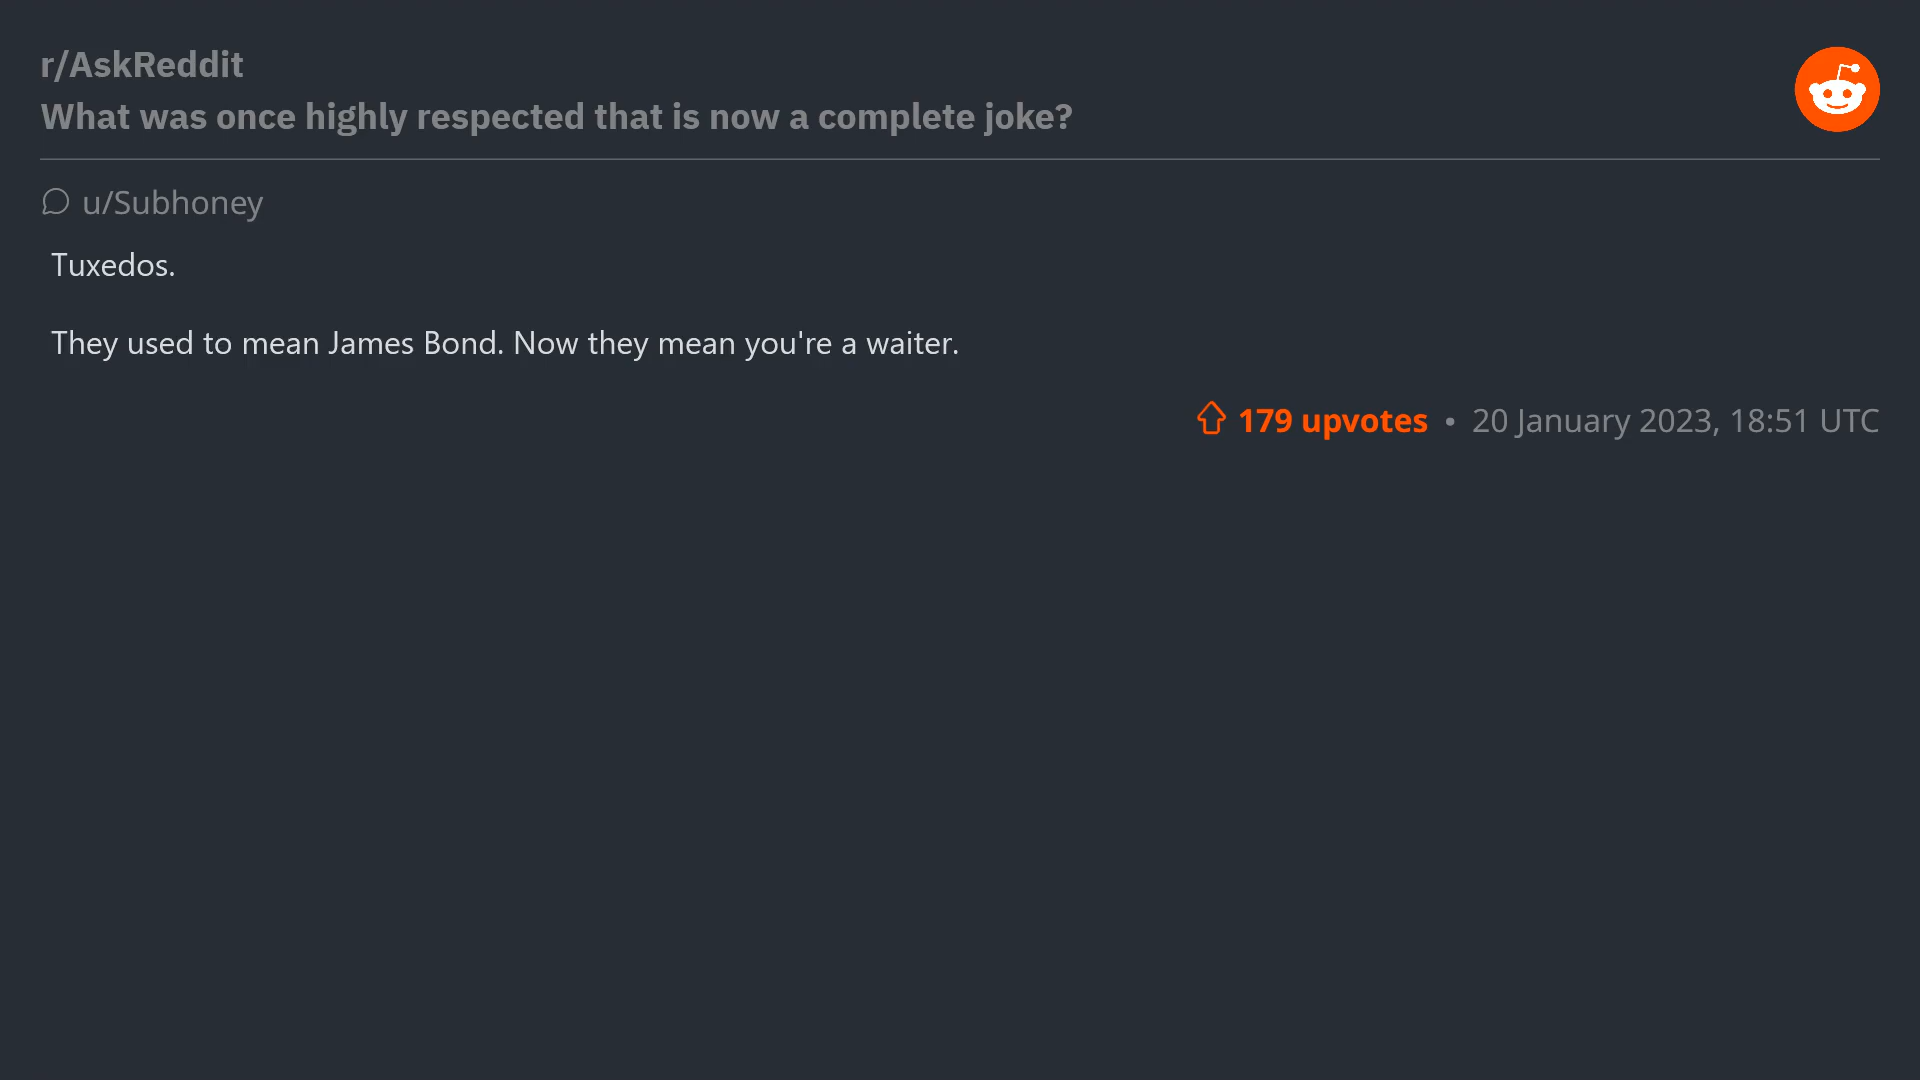 r/AskReddit
What was once highly respected that is now a complete joke?
u/Subhoney
Tuxedos.
They used to mean James Bond. Now they mean you're a waiter.
179 upvotes • 20 January 2023, 18:51 UTC